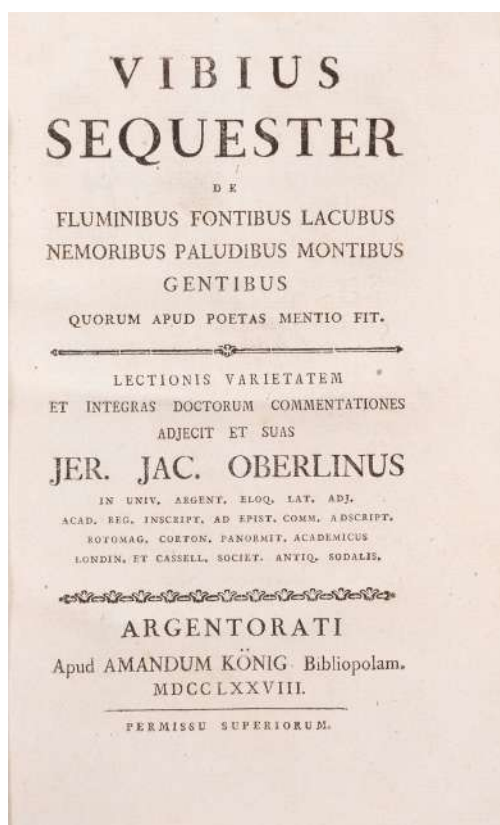 VIBIUS
SEQUESTER
DE
FLUMINIBUS FONTIBUS LACUBUS
NEMORIBUS PALUDIBUS MONTIBUS
GENTIBUS
QUORUM APUD POETAS MENTIO FIT.
LECTIONIS VARIETATEM
ET INTEGRAS DOCTORUM COMMENTATIONES
ADJECIT ET SUAS
JER. JAC. OBERLINUS
IN UNIV. ARGENT. ELOQ. LAT. ADJ.
ACAD. REG. INSCRIPT. AD EPIST. COMM. ADSCRIPT.
ROTOMAG. CORTON. PANORMIT. ACADEMICUS
LONDIN. ET CASSELL. SOCIET. ANTIQ. SODALIS.
ARGENTORATI
Apud AMANDUM KÖNIG Bibliopolam.
MDCCLXXVIII.
PERMISSU SUPERIORUM.